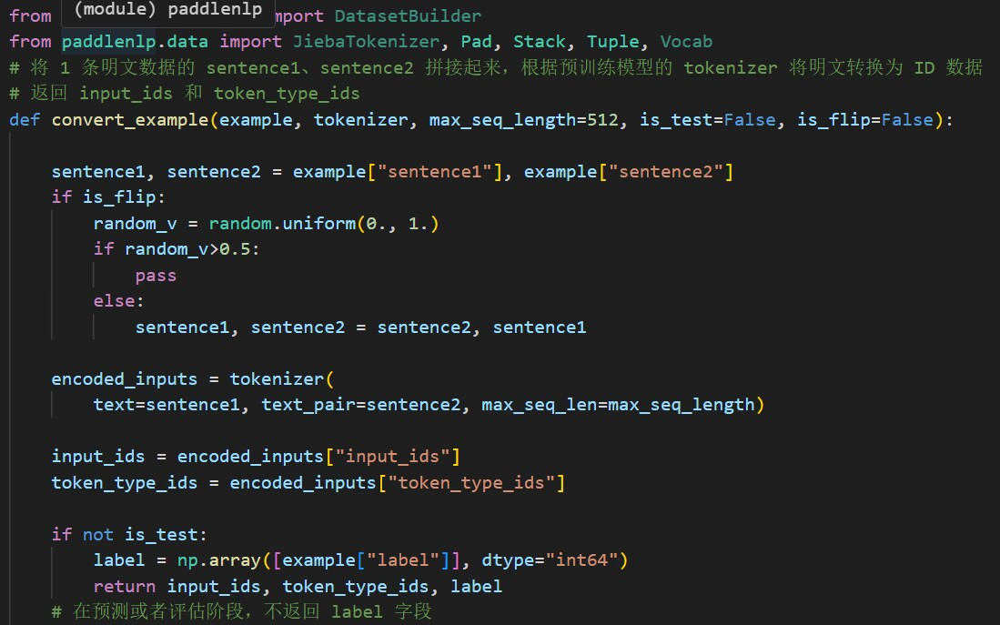 from (module) paddlenlp mport DatasetBuilder
from paddlenlp.data import JiebaTokenizer, Pad, Stack, Tuple, Vocab
# 将 1 条明文数据的 sentence1、sentence2 拼接起来，根据预训练模型的 tokenizer 将明文转换为 ID 数据
# 返回 input_ids 和 token_type_ids
def convert_example(example, tokenizer, max_seq_length=512, is_test=False, is_flip=False):
sentence1, sentence2 = example["sentence1"], example["sentence2"]
if is_flip:
random_v = random.uniform(0., 1.)
if random_v>0.5:
pass
else:
sentence1, sentence2 = sentence2, sentence1
encoded_inputs = tokenizer(
text=sentence1, text_pair=sentence2, max_seq_len=max_seq_length)
input_ids = encoded_inputs["input_ids"]
token_type_ids = encoded_inputs["token_type_ids"]
if not is_test:
label = np.array([example["label"]], dtype="int64")
return input_ids, token_type_ids, label
# 在预测或者评估阶段，不返回 label 字段